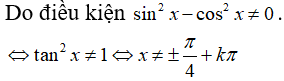 Do điều kiện sin² x – cos² x ≠ 0 .
⇔ tan² x ≠ 1 ⇔ x ≠ ± π/4 + kπ